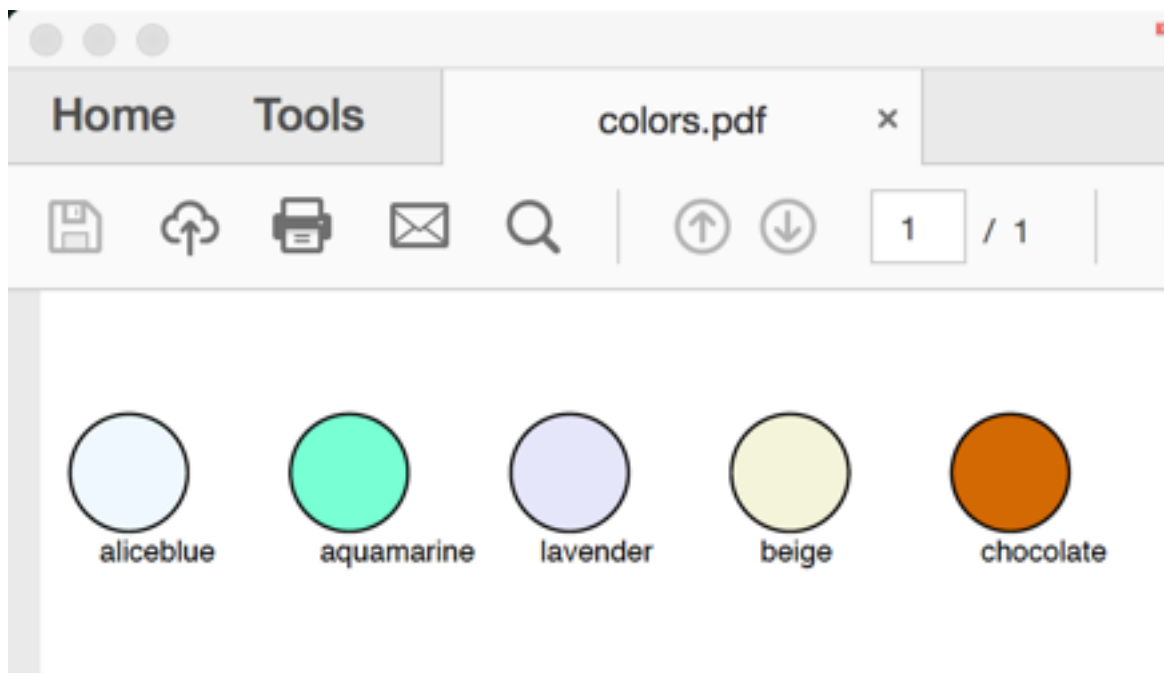 Home Tools colors.pdf ×
1 / 1
aliceblue aquamarine lavender beige chocolate